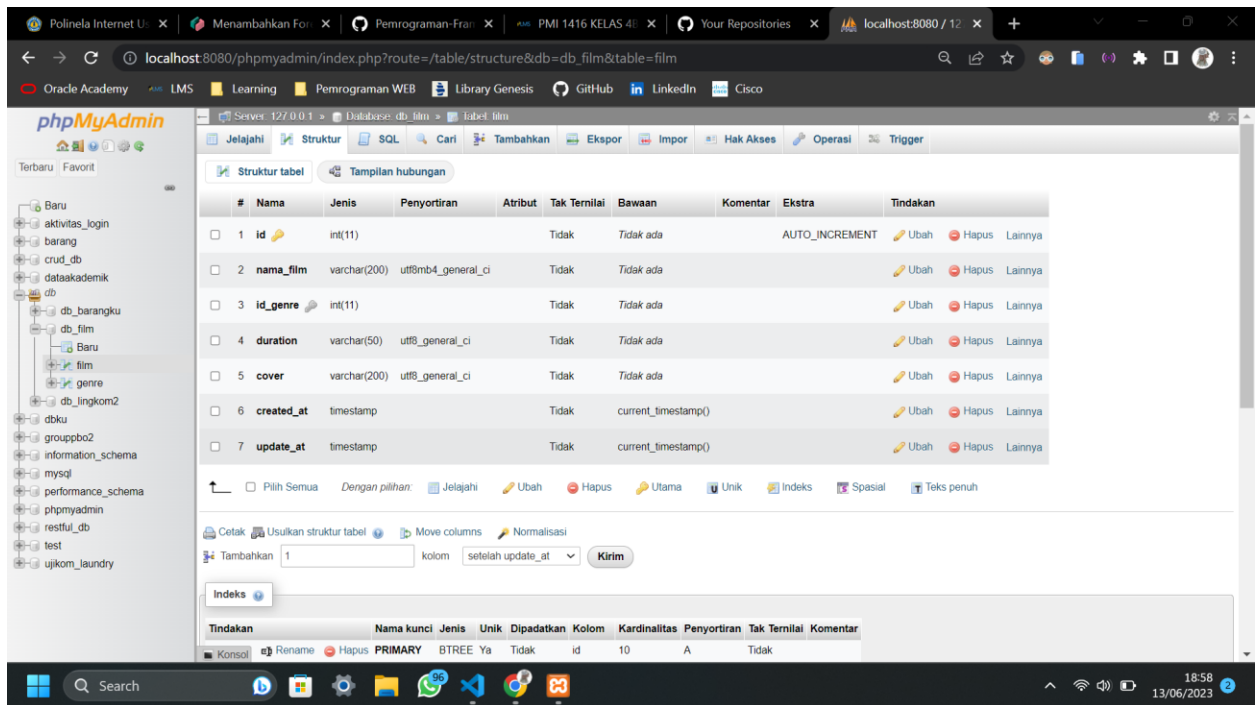 Polinela Internet Us
Menambahkan For
Pemrograman-Fran
PMI 1416 KELAS 4B
Your Repositories
localhost:8080 / 12
localhost:8080/phpmyadmin/index.php?route=/table/structure&db=db_film&table=film
Oracle Academy LMS Learning Pemrograman WEB Library Genesis GitHub LinkedIn Cisco
phpMyAdmin
Terbaru Favorit
Baru
aktivitas_login
barang
crud_db
dataakademik
db
db_barangku
db_film
Baru
film
genre
db_lingkom2
dbku
grouppbo2
information_schema
mysql
performance_schema
phpmyadmin
restful_db
test
ujikom_laundry
Server: 127.0.0.1 » Database: db_film » Tabel: film
Jelajahi Struktur SQL Cari Tambahkan Ekspor Impor Hak Akses Operasi Trigger
Struktur tabel Tampilan hubungan
# Nama Jenis Penyortiran Atribut Tak Ternilai Bawaan Komentar Ekstra Tindakan
1 id int(11) Tidak Tidak ada AUTO_INCREMENT Ubah Hapus Lainnya
2 nama_film varchar(200) utf8mb4_general_ci Tidak Tidak ada Ubah Hapus Lainnya
3 id_genre int(11) Tidak Tidak ada Ubah Hapus Lainnya
4 duration varchar(50) utf8_general_ci Tidak Tidak ada Ubah Hapus Lainnya
5 cover varchar(200) utf8_general_ci Tidak Tidak ada Ubah Hapus Lainnya
6 created_at timestamp Tidak current_timestamp() Ubah Hapus Lainnya
7 update_at timestamp Tidak current_timestamp() Ubah Hapus Lainnya
Pilih Semua Dengan pilihan: Jelajahi Ubah Hapus Utama Unik Indeks Spasial Teks penuh
Cetak Usulkan struktur tabel Move columns Normalisasi
Tambahkan 1 kolom setelah update_at Kirim
Indeks
Tindakan Nama kunci Jenis Unik Dipadatkan Kolom Kardinalitas Penyortiran Tak Ternilai Komentar
Konsol Rename Hapus PRIMARY BTREE Ya Tidak id 10 A Tidak
Search
96
18:58
13/06/2023
2